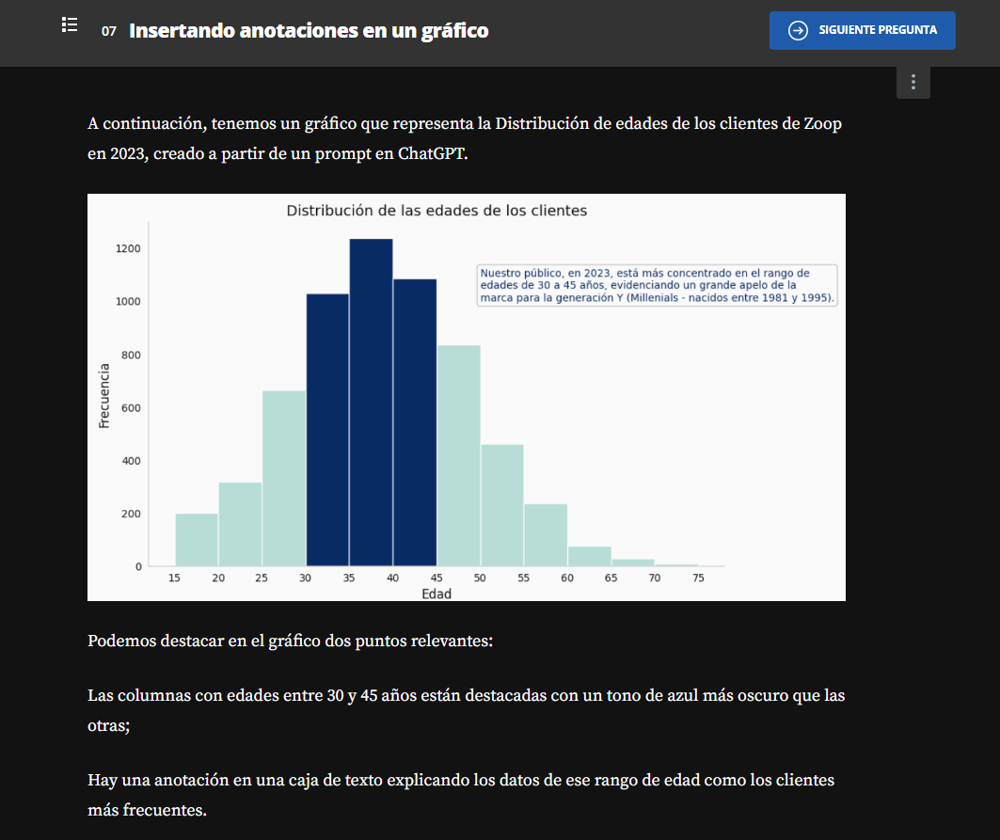 07 Insertando anotaciones en un gráfico
SIGUIENTE PREGUNTA
A continuación, tenemos un gráfico que representa la Distribución de edades de los clientes de Zoop
en 2023, creado a partir de un prompt en ChatGPT.
Distribución de las edades de los clientes
Nuestro público, en 2023, está más concentrado en el rango de
edades de 30 a 45 años, evidenciando un grande apelo de la
marca para la generación Y (Millenials - nacidos entre 1981 y 1995).
Frecuencia
1200
1000
800
600
400
200
0
15 20 25 30 35 40 45 50 55 60 65 70 75
Edad
Podemos destacar en el gráfico dos puntos relevantes:
Las columnas con edades entre 30 y 45 años están destacadas con un tono de azul más oscuro que las
otras;
Hay una anotación en una caja de texto explicando los datos de ese rango de edad como los clientes
más frecuentes.